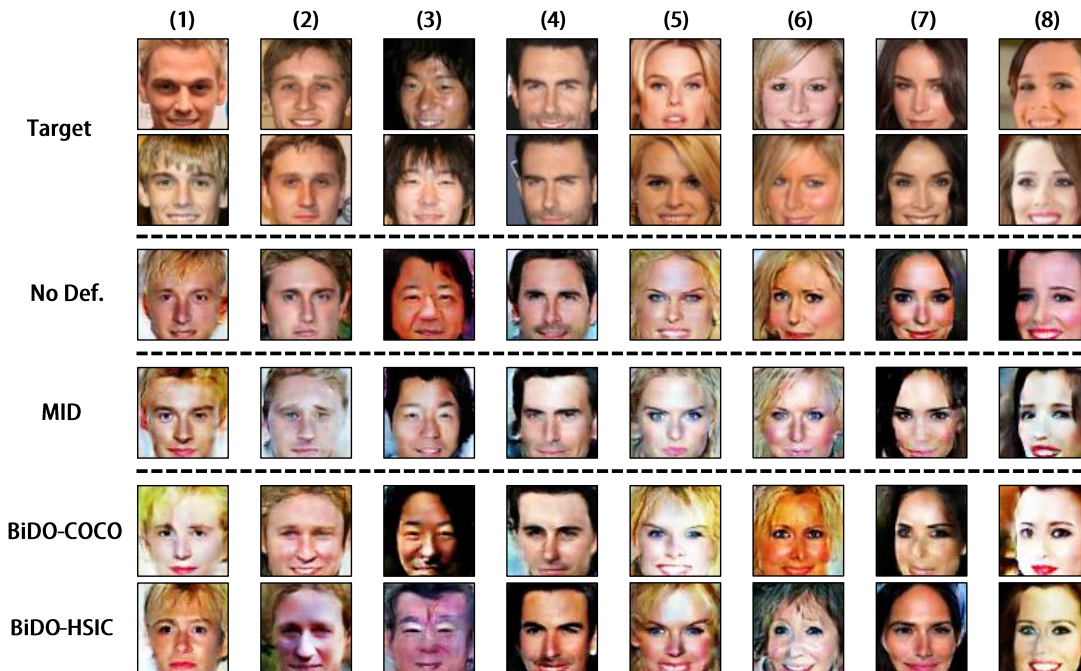 (1) (2) (3) (4) (5) (6) (7) (8)
Target
No Def.
MID
BiDO-COCO
BiDO-HSIC